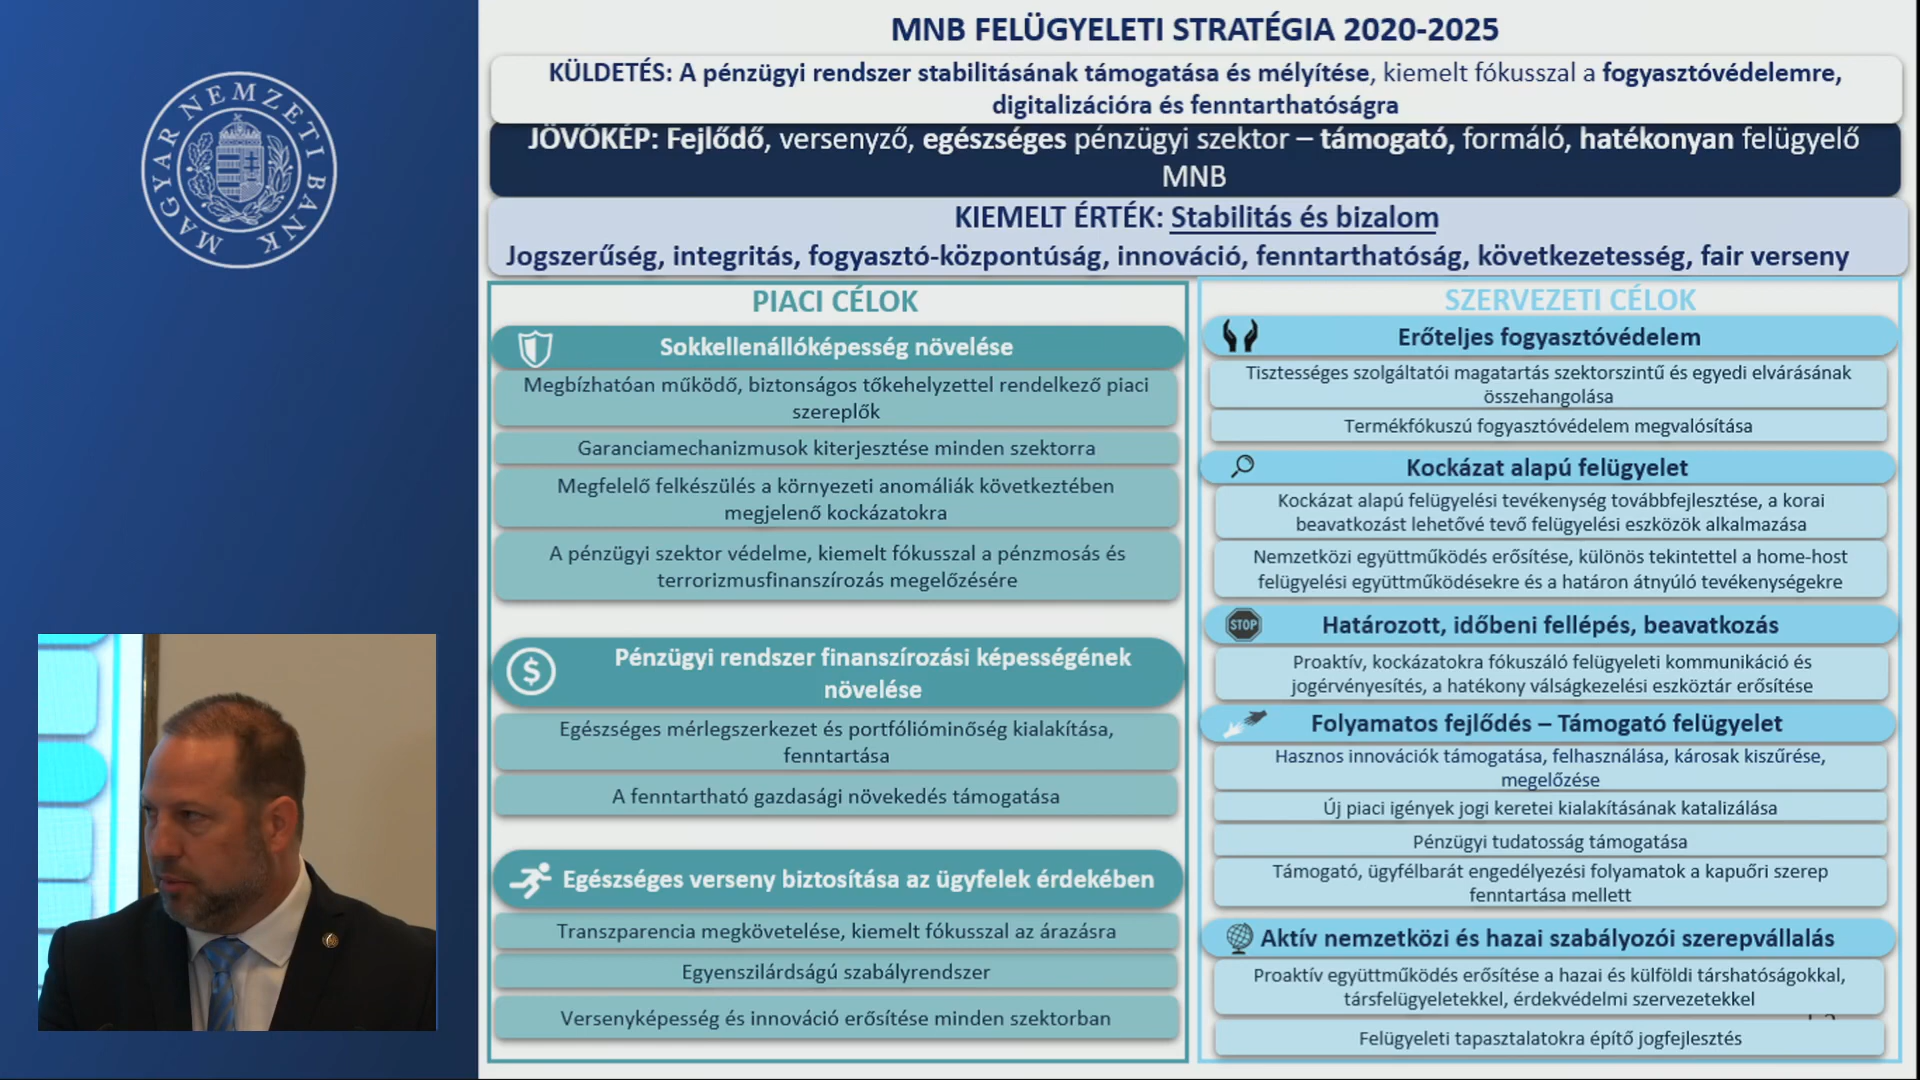 MAGYAR NEMZETI BANK
MNB FELÜGYELETI STRATÉGIA 2020-2025
KÜLDETÉS: A pénzügyi rendszer stabilitásának támogatása és mélyítése, kiemelt fókusszal a fogyasztóvédelemre,
digitalizációra és fenntarthatóságra
JÖVŐKÉP: Fejlődő, versenyző, egészséges pénzügyi szektor – támogató, formáló, hatékonyan felügyelő
MNB
KIEMELT ÉRTÉK: Stabilitás és bizalom
Jogszerűség, integritás, fogyasztó-központúság, innováció, fenntarthatóság, következetesség, fair verseny
PIACI CÉLOK
Sokkellenállóképesség növelése
Megbízhatóan működő, biztonságos tőkehelyzettel rendelkező piaci
szereplők
Garanciamechanizmusok kiterjesztése minden szektorra
Megfelelő felkészülés a környezeti anomáliák következtében
megjelenő kockázatokra
A pénzügyi szektor védelme, kiemelt fókusszal a pénzmosás és
terrorizmusfinanszírozás megelőzésére
$
Pénzügyi rendszer finanszírozási képességének
növelése
Egészséges mérlegszerkezet és portfólióminőség kialakítása,
fenntartása
A fenntartható gazdasági növekedés támogatása
Egészséges verseny biztosítása az ügyfelek érdekében
Transzparencia megkövetelése, kiemelt fókusszal az árazásra
Egyenszilárdságú szabályrendszer
Versenyképesség és innováció erősítése minden szektorban
SZERVEZETI CÉLOK
Erőteljes fogyasztóvédelem
Tisztességes szolgáltatói magatartás szektorszintű és egyedi elvárásának
összehangolása
Termékfókuszú fogyasztóvédelem megvalósítása
Kockázat alapú felügyelet
Kockázat alapú felügyelési tevékenység továbbfejlesztése, a korai
beavatkozást lehetővé tevő felügyelési eszközök alkalmazása
Nemzetközi együttműködés erősítése, különös tekintettel a home-host
felügyelési együttműködésekre és a határon átnyúló tevékenységekre
STOP
Határozott, időbeni fellépés, beavatkozás
Proaktív, kockázatokra fókuszáló felügyeleti kommunikáció és
jogérvényesítés, a hatékony válságkezelési eszköztár erősítése
Folyamatos fejlődés – Támogató felügyelet
Hasznos innovációk támogatása, felhasználása, károsak kiszűrése,
megelőzése
Új piaci igények jogi keretei kialakításának katalizálása
Pénzügyi tudatosság támogatása
Támogató, ügyfélbarát engedélyezési folyamatok a kapuőri szerep
fenntartása mellett
Aktív nemzetközi és hazai szabályozói szerepvállalás
Proaktív együttműködés erősítése a hazai és külföldi társhatóságokkal,
társfelügyeletekkel, érdekvédelmi szervezetekkel
Felügyeleti tapasztalatokra építő jogfejlesztés